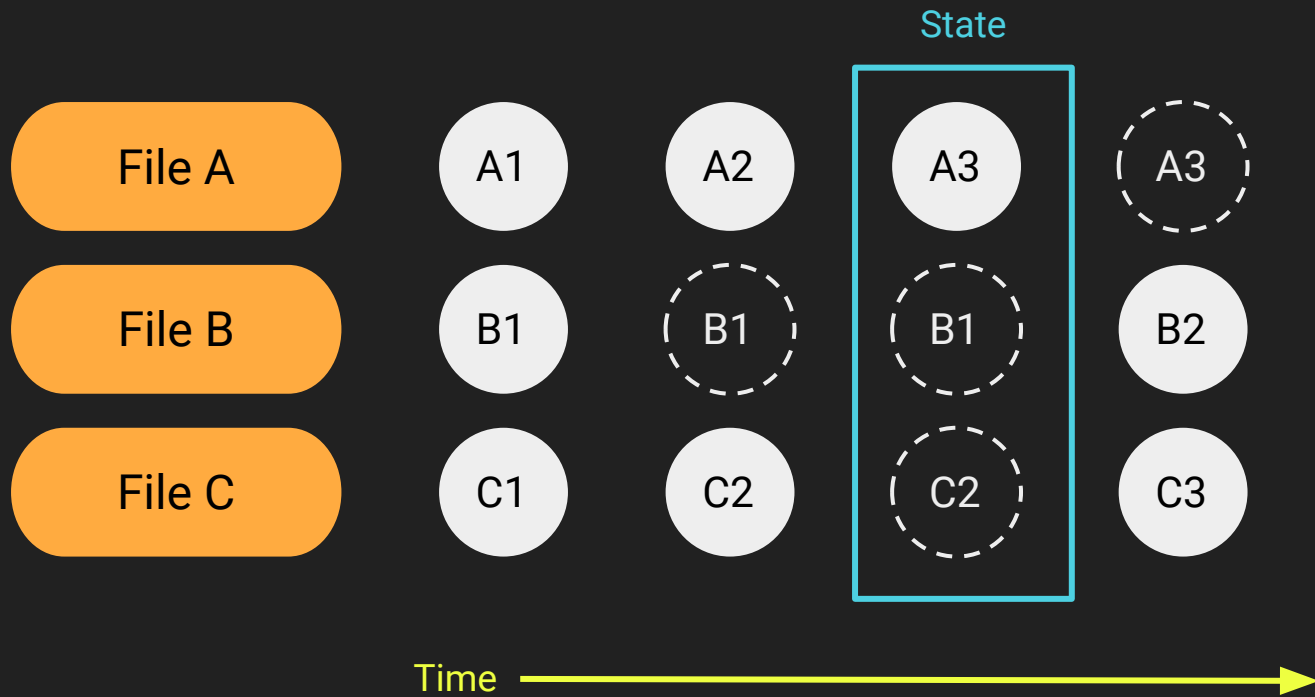 State
File A
A1
A2
A3
A3
File B
B1
B1
B1
B2
File C
C1
C2
C2
C3
Time